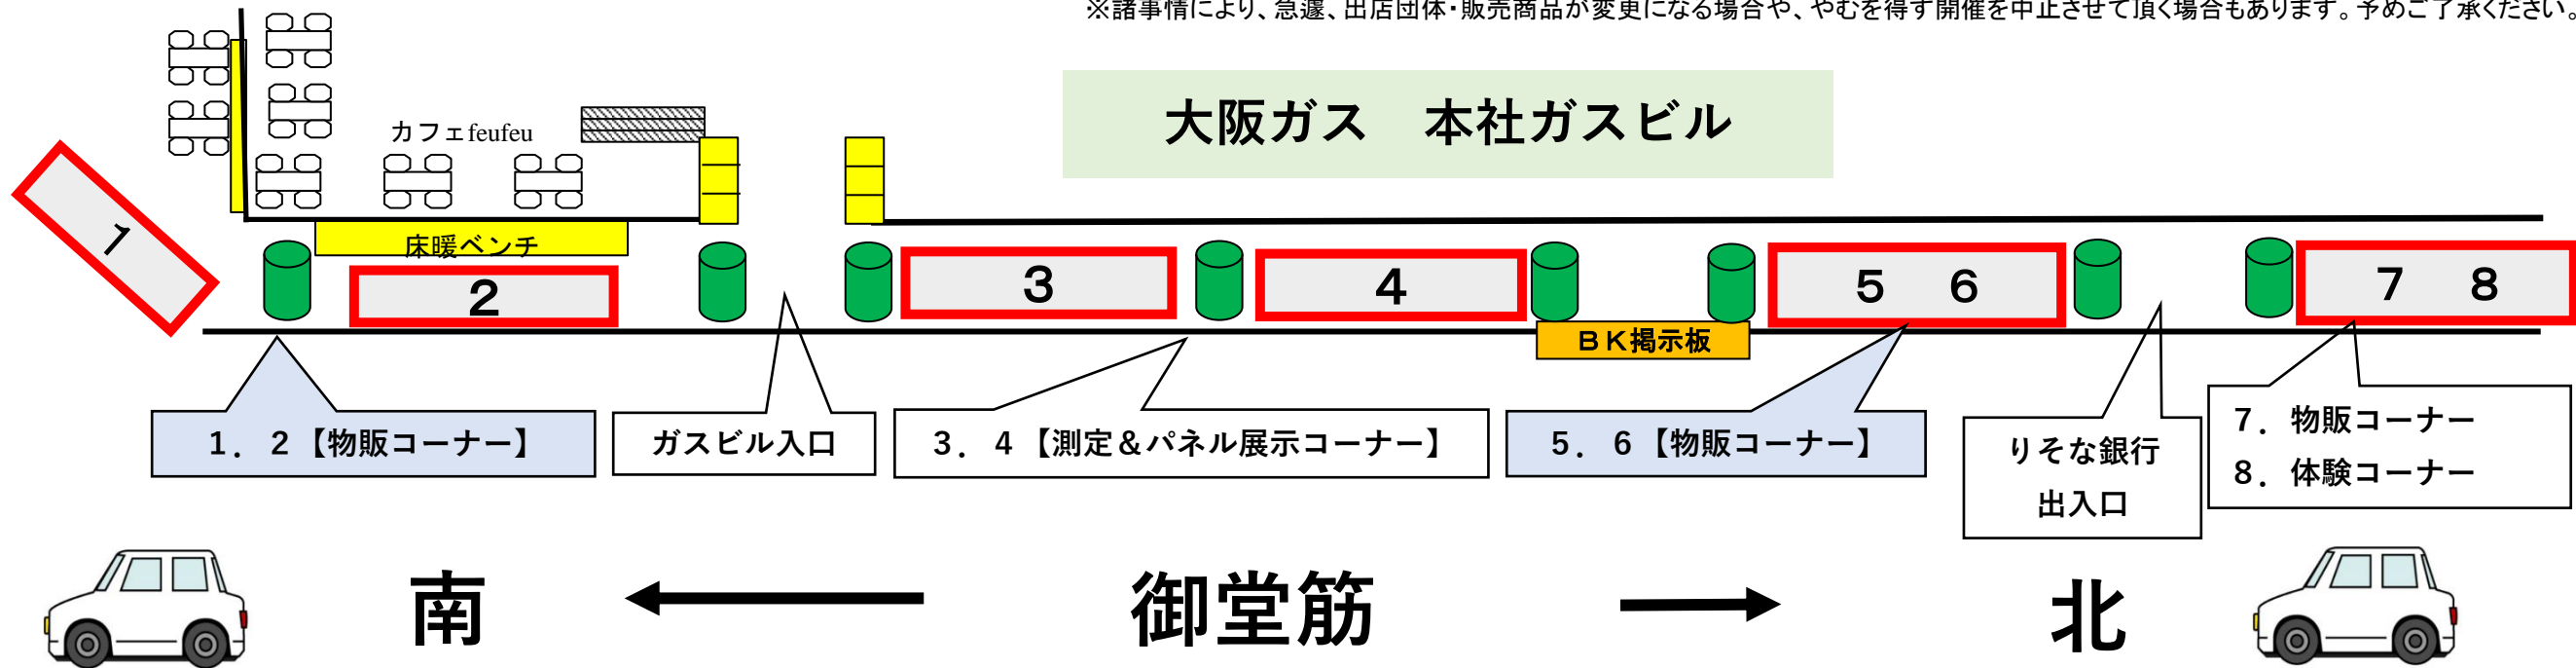 ※諸事情により、急遽、出店団体・販売商品が変更になる場合や、やむを得ず開催を中止させて頂く場合もあります。予めご了承ください。
大阪ガス　本社ガスビル
カフェfeufeu
床暖ベンチ
1
2
3
4
5 6
7 8
BK掲示板
1．2【物販コーナー】
ガスビル入口
3．4【測定＆パネル展示コーナー】
5．6【物販コーナー】
りそな銀行
出入口
7．物販コーナー
8．体験コーナー
南
御堂筋
北